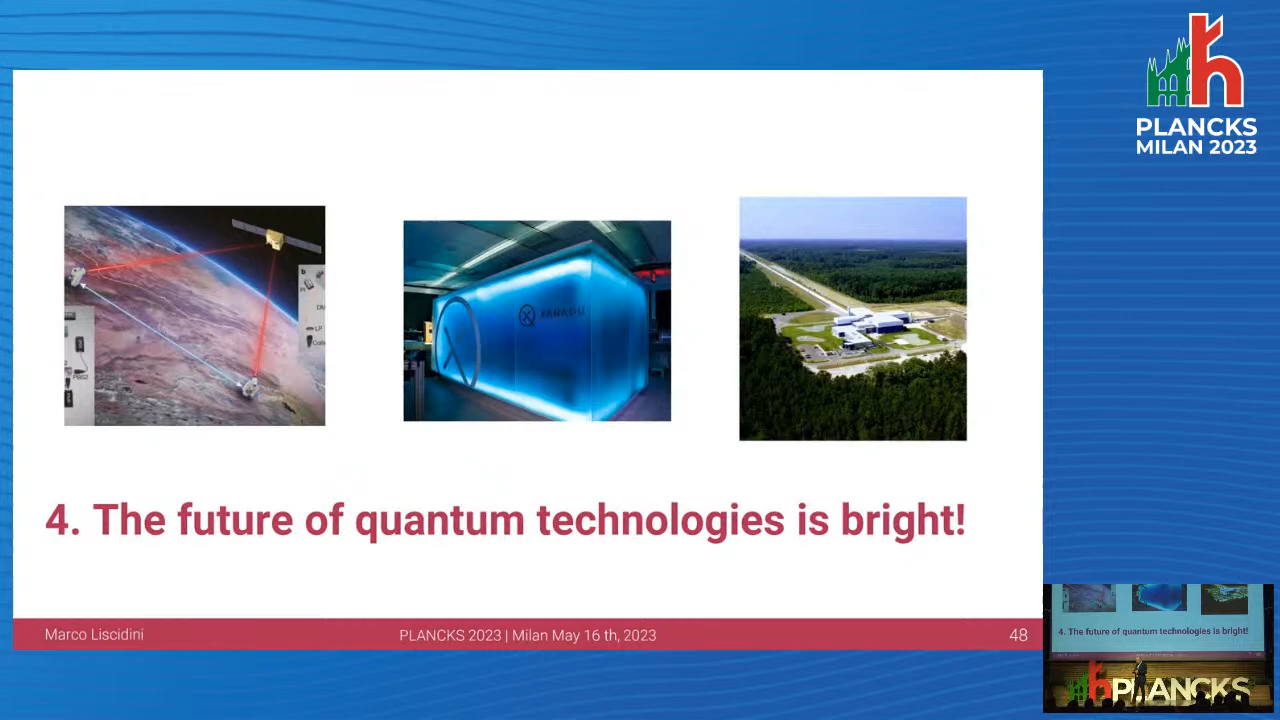 PLANCKS
MILAN 2023
XANADU
4. The future of quantum technologies is bright!
Marco Liscidini
PLANCKS 2023 | Milan May 16 th, 2023
48
4. The future of quantum technologies is bright!
PLANCKS